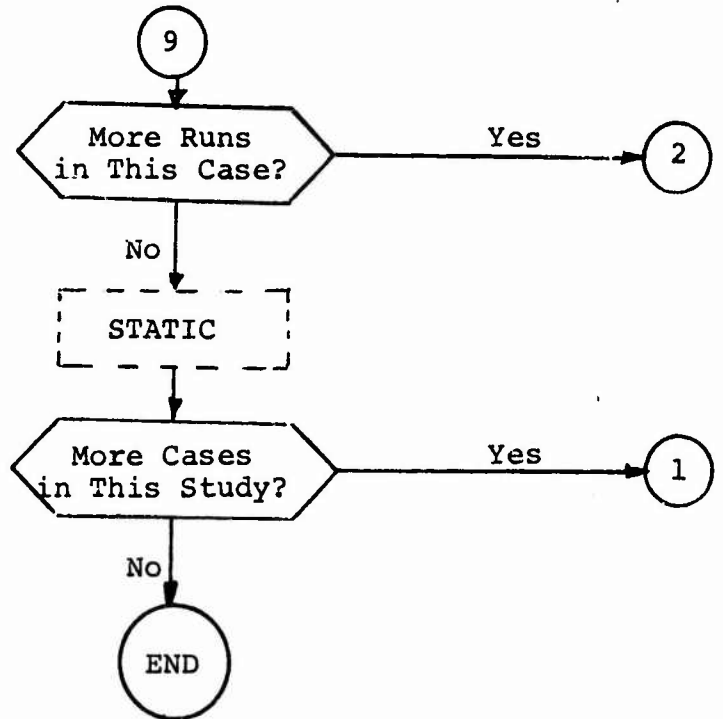 9
More Runs
in This Case?
Yes
2
No
STATIC
More Cases
in This Study?
Yes
1
No
END